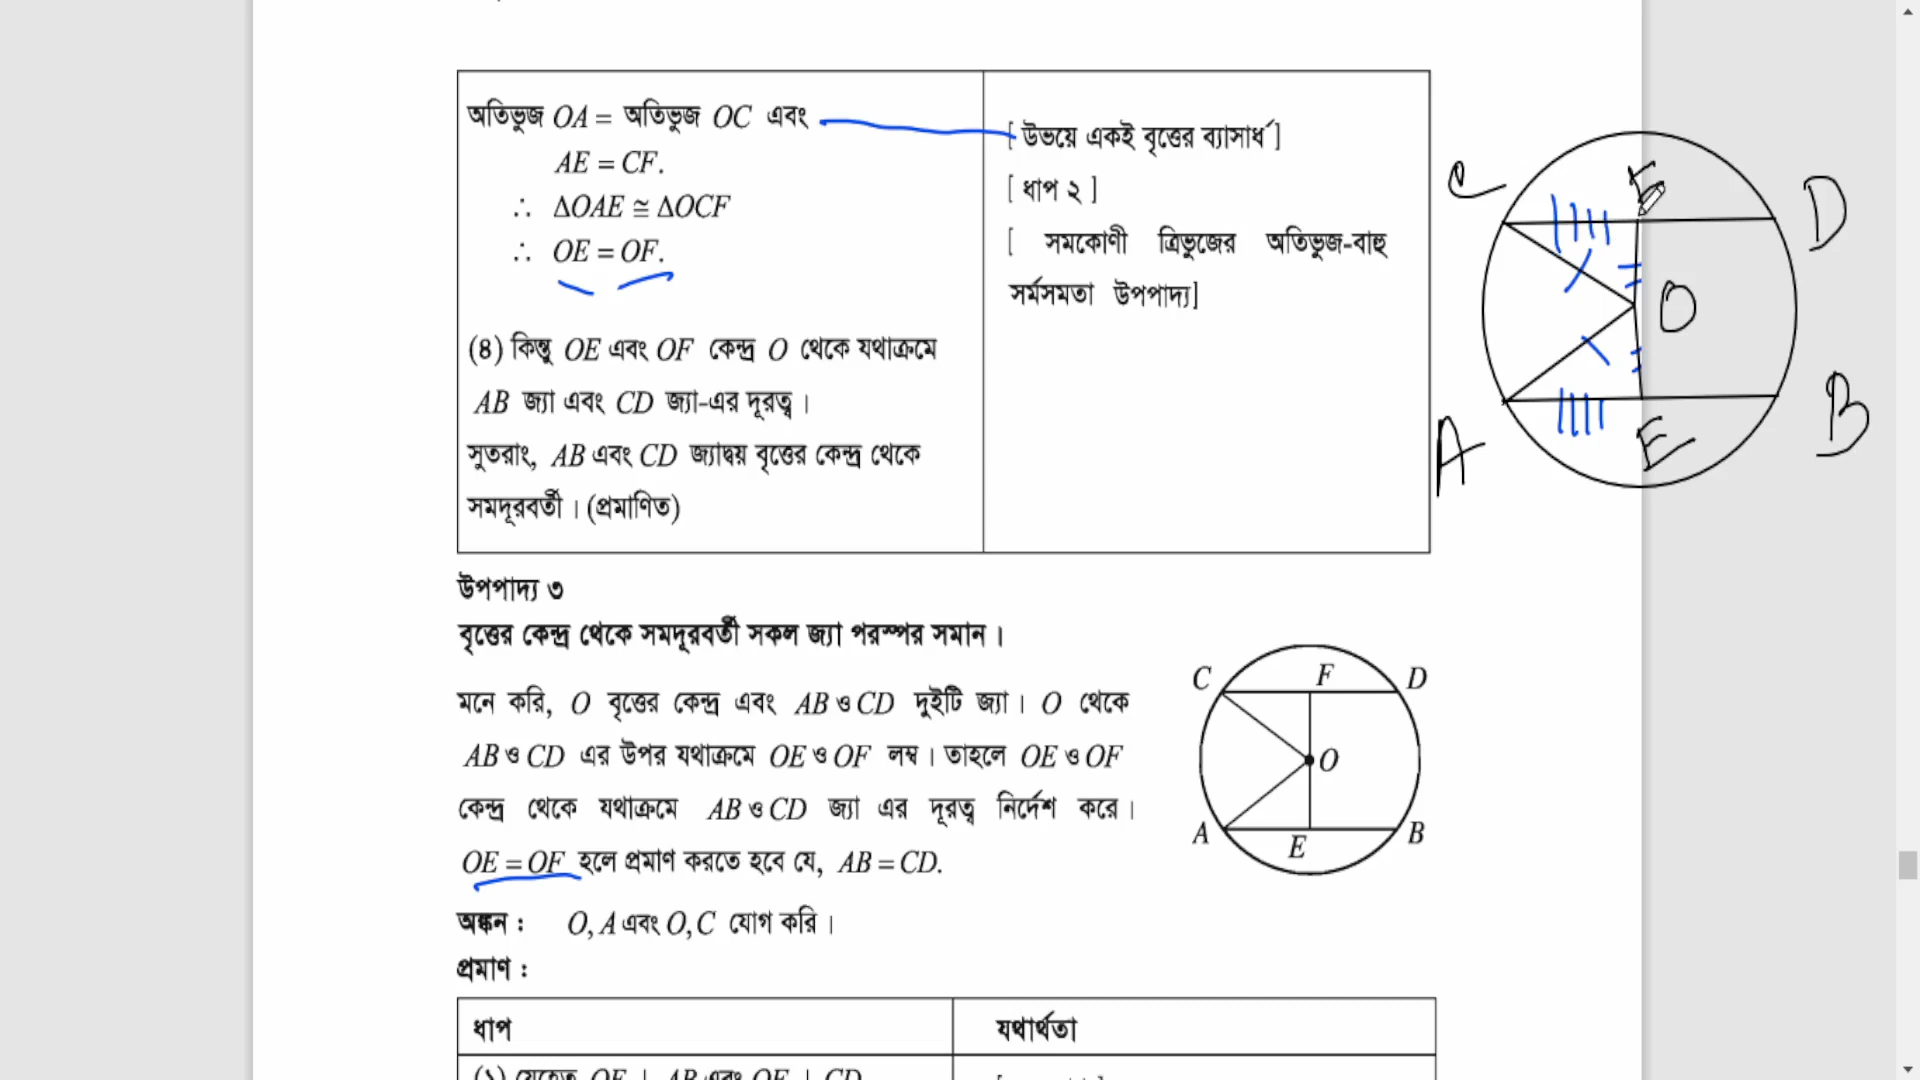 অতিভুজ OA = অতিভুজ OC এবং
AE = CF.
∴ ΔOAE ≅ ΔOCF
∴ OE = OF.
(৪) কিন্তু OE এবং OF কেন্দ্র O থেকে যথাক্রমে
AB জ্যা এবং CD জ্যা-এর দূরত্ব।
সুতরাং, AB এবং CD জ্যাদ্বয় বৃত্তের কেন্দ্র থেকে
সমদূরবর্তী। (প্রমাণিত)
[ উভয়ে একই বৃত্তের ব্যাসার্ধ ]
[ ধাপ ২ ]
[ সমকোণী ত্রিভুজের অতিভুজ-বাহু
সর্মসমতা উপপাদ্য]
C
D
O
A
E
B
উপপাদ্য ৩
বৃত্তের কেন্দ্র থেকে সমদূরবর্তী সকল জ্যা পরস্পর সমান।
মনে করি, O বৃত্তের কেন্দ্র এবং AB ও CD দুইটি জ্যা। O থেকে
AB ও CD এর উপর যথাক্রমে OE ও OF লম্ব। তাহলে OE ও OF
কেন্দ্র থেকে যথাক্রমে AB ও CD জ্যা এর দূরত্ব নির্দেশ করে।
OE = OF হলে প্রমাণ করতে হবে যে, AB = CD.
C F D
O
A E B
অঙ্কন : O, A এবং O, C যোগ করি।
প্রমাণ :
ধাপ যথার্থতা